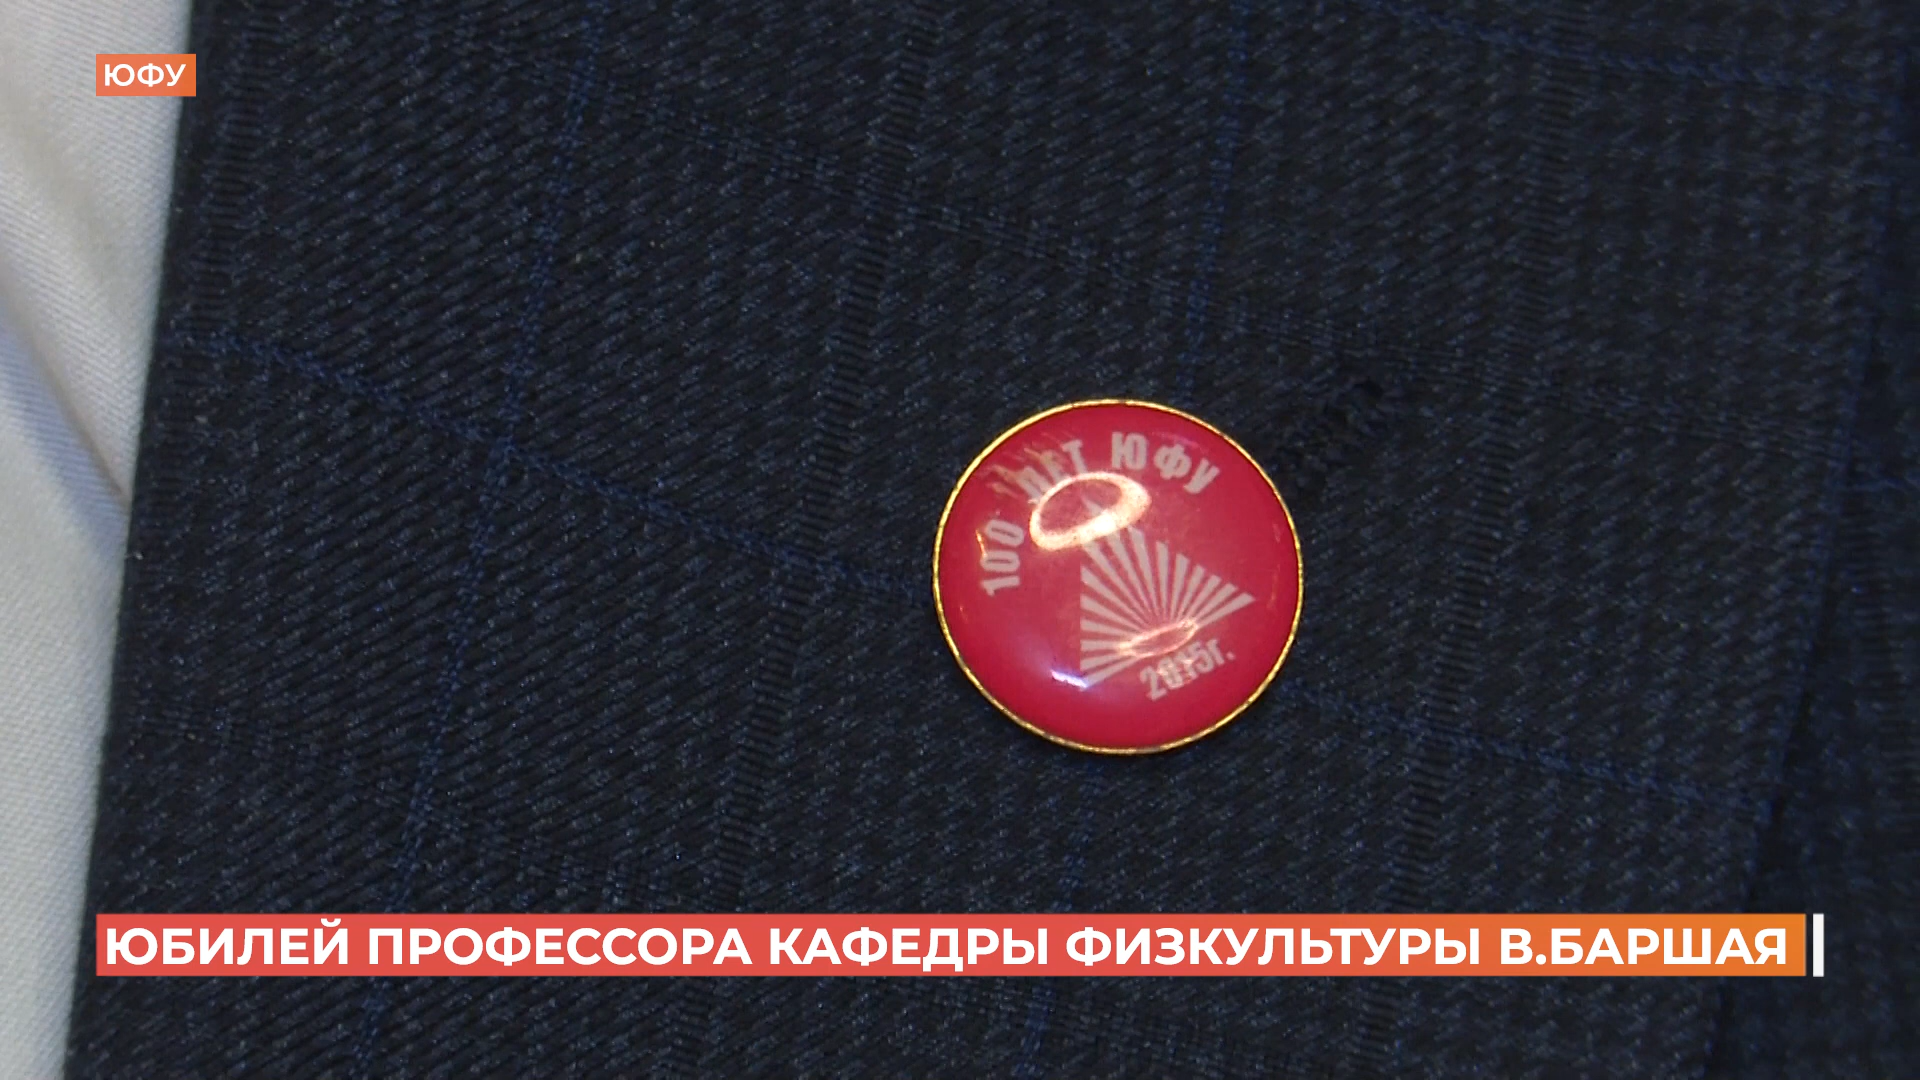 ЮФУ
100 ЛЕТ ЮФУ
2015г.
ЮБИЛЕЙ ПРОФЕССОРА КАФЕДРЫ ФИЗКУЛЬТУРЫ В.БАРШАЯ